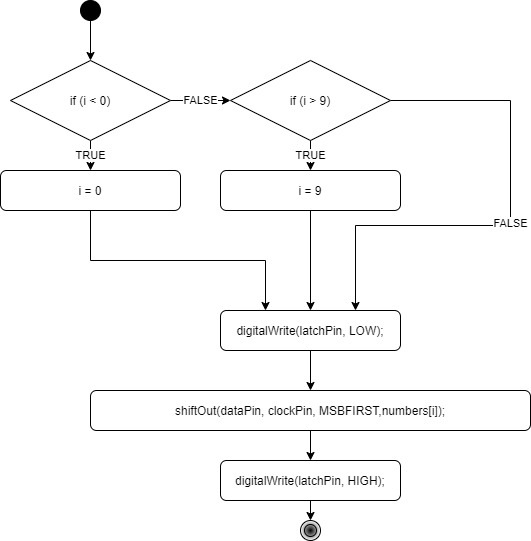 if (i < 0)
FALSE
if (i > 9)
TRUE
TRUE
i = 0
i = 9
FALSE
digitalWrite(latchPin, LOW);
shiftOut(dataPin, clockPin, MSBFIRST,numbers[i]);
digitalWrite(latchPin, HIGH);